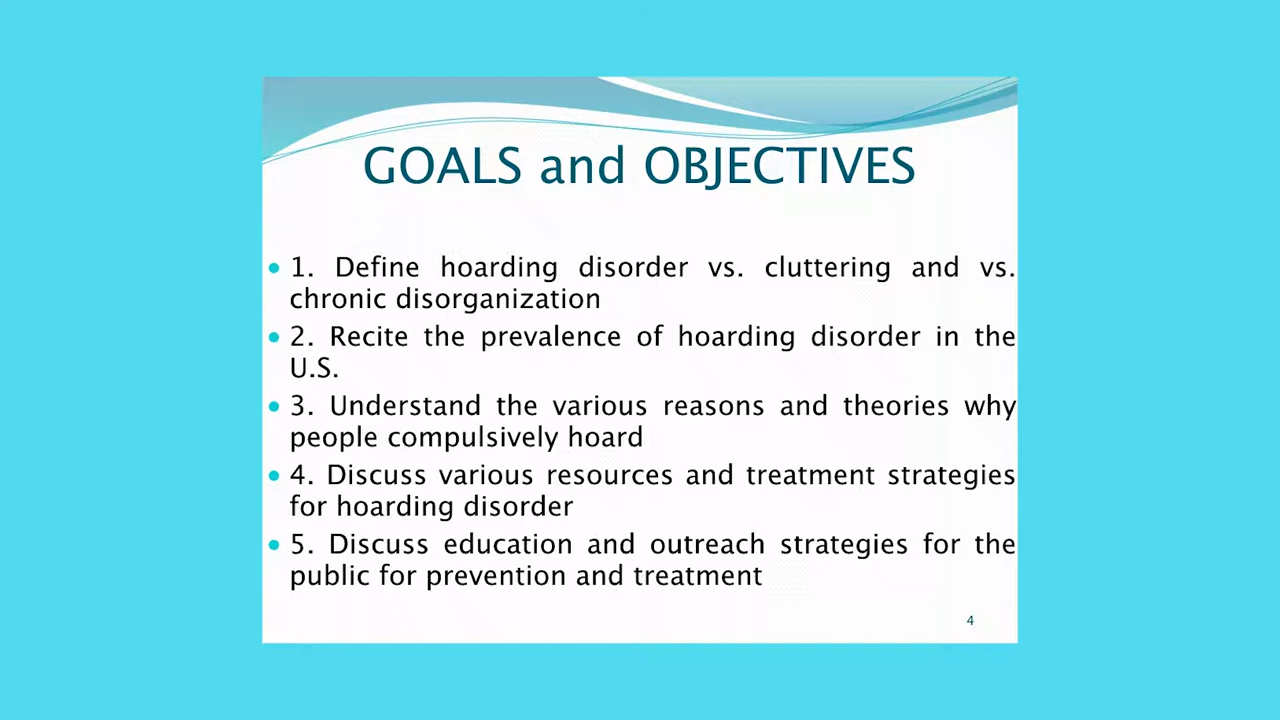 GOALS and OBJECTIVES
• 1. Define hoarding disorder vs. cluttering and vs.
chronic disorganization
• 2. Recite the prevalence of hoarding disorder in the
U.S.
• 3. Understand the various reasons and theories why
people compulsively hoard
• 4. Discuss various resources and treatment strategies
for hoarding disorder
• 5. Discuss education and outreach strategies for the
public for prevention and treatment
4